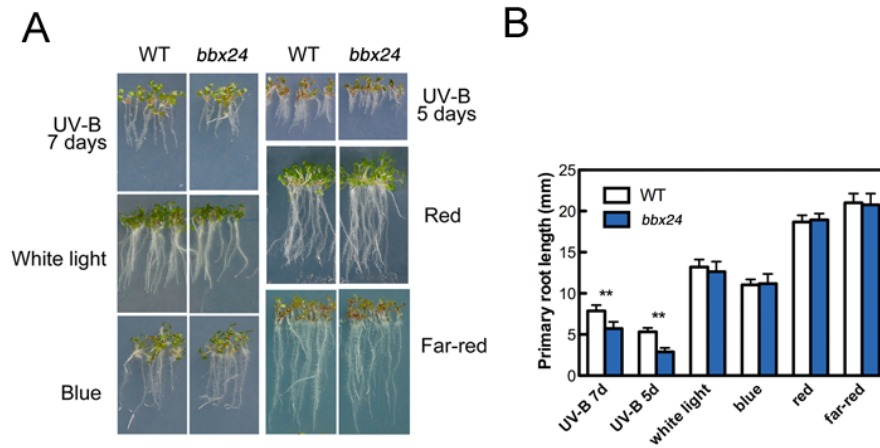 A
WT bbx24
WT bbx24
UV-B
7 days
UV-B
5 days
White light
Red
Blue
Far-red
B
Primary root length (mm)
25
20
15
10
5
0
WT
bbx24
**
**
UV-B 7d
UV-B 5d
white light
blue
red
far-red